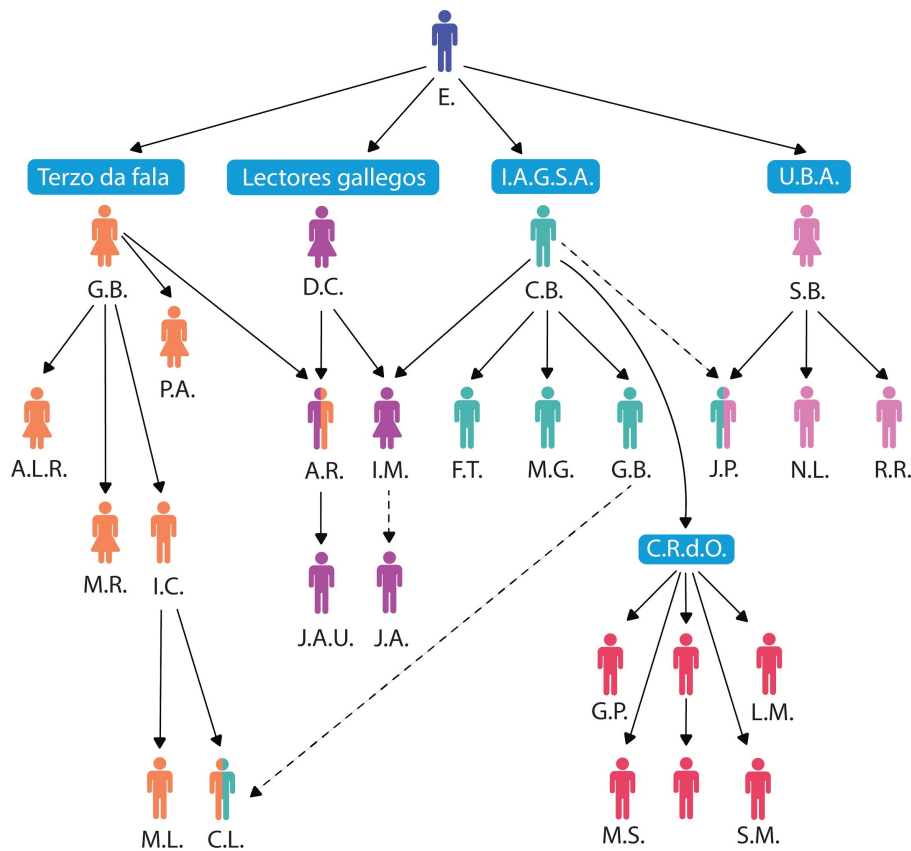 E.
Terzo da fala
Lectores gallegos
I.A.G.S.A.
U.B.A.
G.B.
D.C.
C.B.
S.B.
P.A.
A.L.R.
A.R.
I.M.
F.T.
M.G.
G.B.
J.P.
N.L.
R.R.
C.R.d.O.
M.R.
I.C.
J.A.U.
J.A.
G.P.
L.M.
M.L.
C.L.
M.S.
S.M.